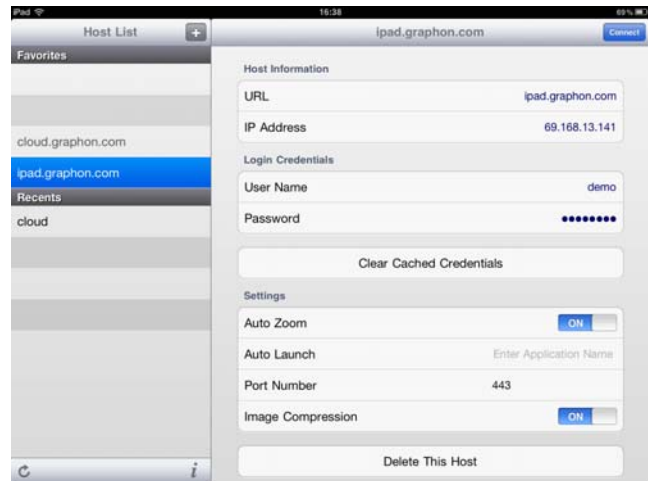 iPad 16:38 69%
Host List + ipad.graphon.com Connect
Favorites
cloud.graphon.com
ipad.graphon.com
Recents
cloud
i
Host Information
URL ipad.graphon.com
IP Address 69.168.13.141
Login Credentials
User Name demo
Password ●●●●●●●●
Clear Cached Credentials
Settings
Auto Zoom ON
Auto Launch Enter Application Name
Port Number 443
Image Compression ON
Delete This Host